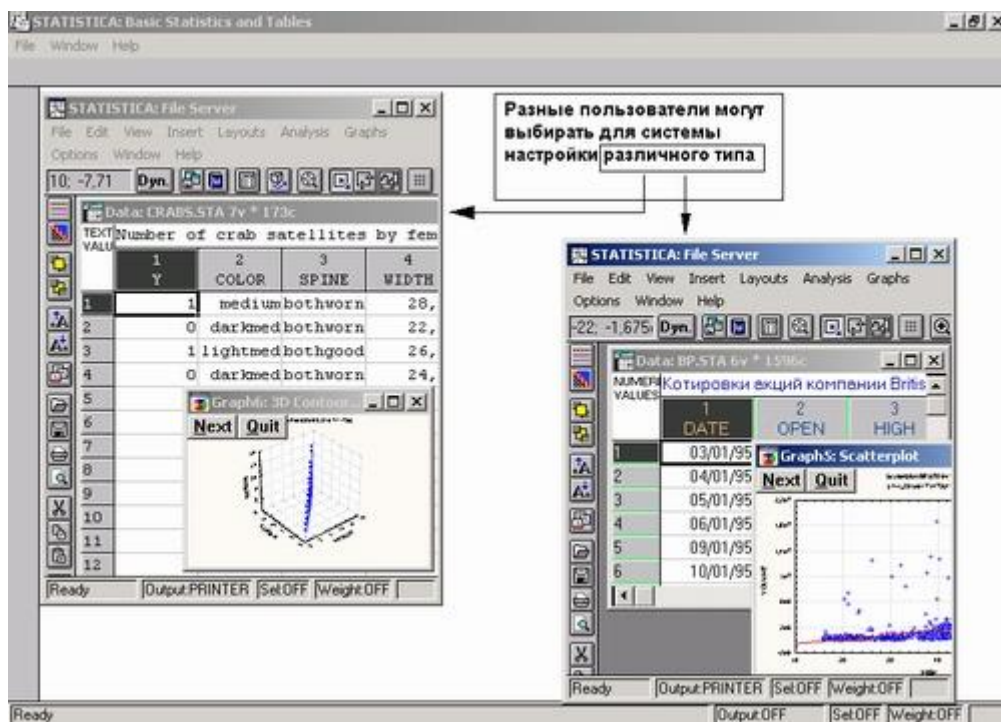 STATISTICA: Basic Statistics and Tables
File Window Help
STATISTICA: File Server
File Edit View Insert Layouts Analysis Graphs
Options Window Help
10; -7,71 Dyn.
Data: CRABS.STA 7v * 173c
TEXT VALU Number of crab satellites by fem
1 2 3 4
Y COLOR SPINE WIDTH
1 1 medium bothworn 28,
2 0 darkmed bothworn 22,
3 1 lightmed bothgood 26,
4 0 darkmed bothworn 24,
5
6
7
8
9
10
11
12
Graph6: 3D Contour...
Next Quit
Ready Output:PRINTER Sel:OFF Weight:OFF
Разные пользователи могут
выбирать для системы
настройки различного типа
STATISTICA: File Server
File Edit View Insert Layouts Analysis Graphs
Options Window Help
-22; -1,675 Dyn.
Data: BP.STA 6v * 1596c
NUMERI VALUES Котировки акций компании Britis
1 2 3
DATE OPEN HIGH
1 03/01/95
2 04/01/95
3 05/01/95
4 06/01/95
5 09/01/95
6 10/01/95
Graph5: Scatterplot
Next Quit
Ready Output:PRINTER Sel:OFF Weight:OFF
Ready Output:OFF Sel:OFF Weight:OFF